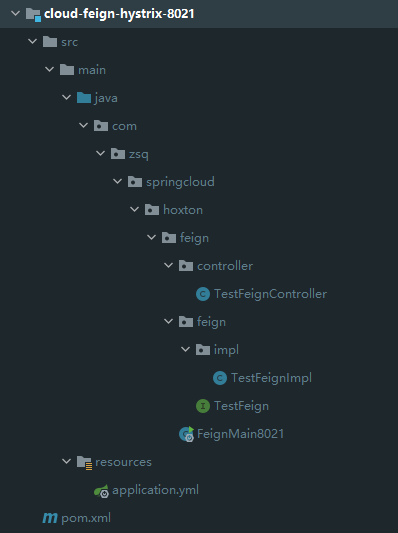 cloud-feign-hystrix-8021
src
main
java
com
zsq
springcloud
hoxton
feign
controller
TestFeignController
feign
impl
TestFeignImpl
TestFeign
FeignMain8021
resources
application.yml
pom.xml